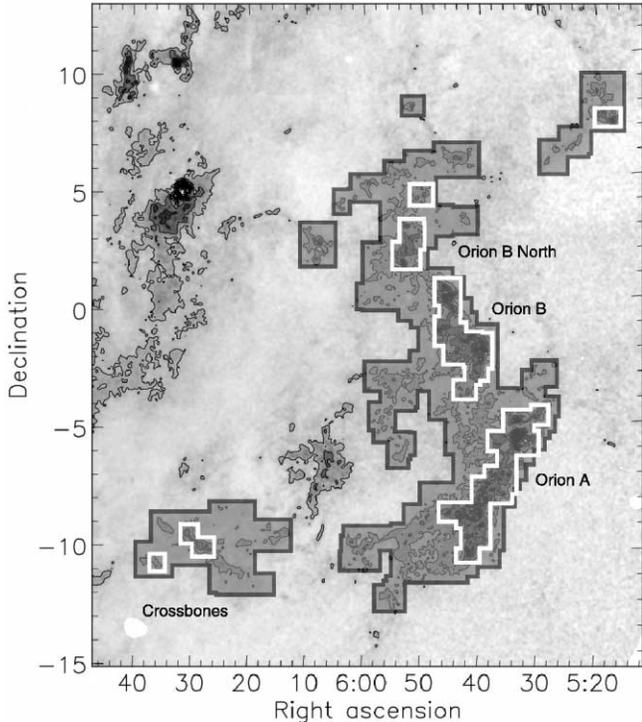 10
5
0
−5
−10
−15
Declination
Orion B North
Orion B
Orion A
Crossbones
40 30 20 10 6:00 50 40 30 5:20
Right ascension